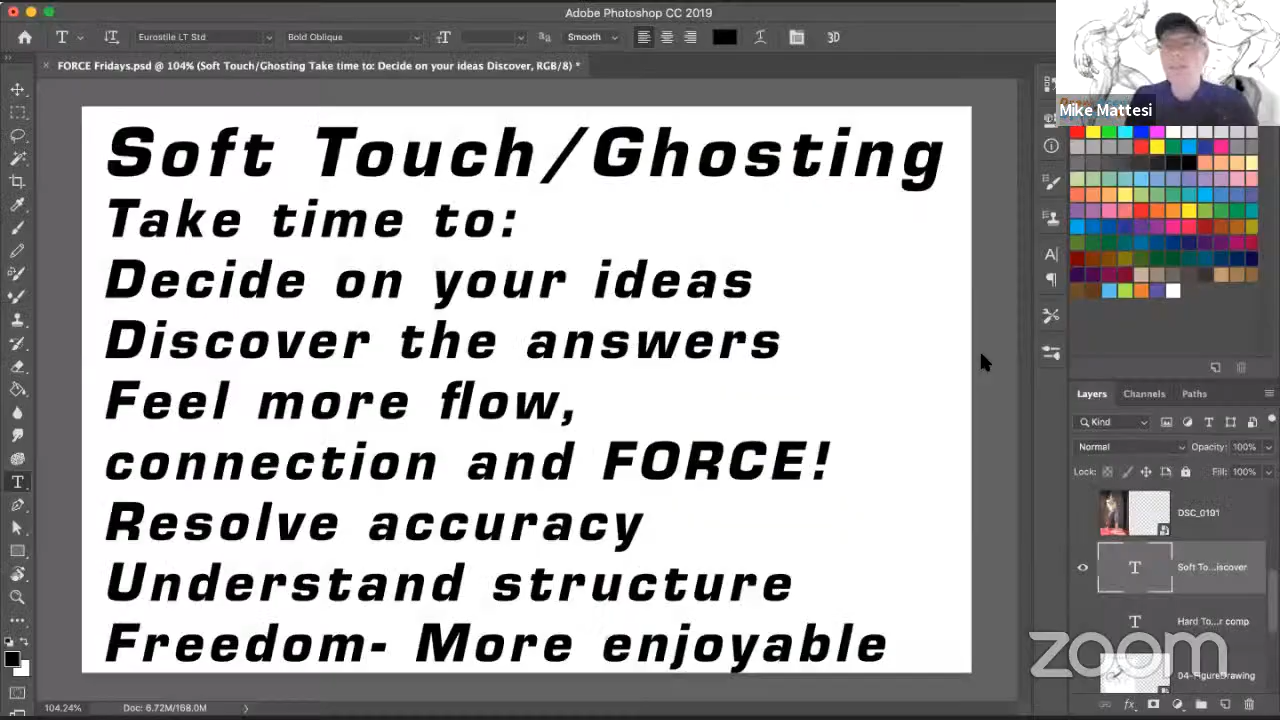 Adobe Photoshop CC 2019
Eurostile LT Std
Bold Oblique
Smooth
3D
FORCE Fridays.psd @ 104% (Soft Touch/Ghosting Take time to: Decide on your ideas Discover, RGB/8) *
Mike Mattesi
Soft Touch/Ghosting
Take time to:
Decide on your ideas
Discover the answers
Feel more flow,
connection and FORCE!
Resolve accuracy
Understand structure
Freedom- More enjoyable
Layers
Channels
Paths
Kind
Normal
Opacity: 100%
Lock:
Fill: 100%
DSC_0191
Soft To...iscover
Hard To...r comp
04-FigureDrawing
zoom
104.24%
Doc: 6.72M/168.0M